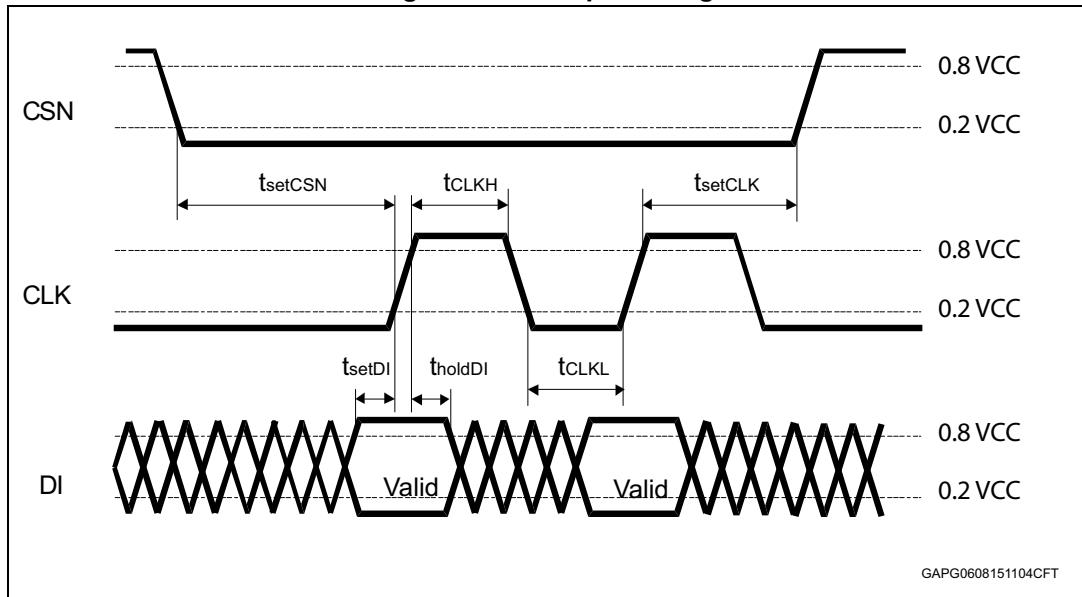 0.8 VCC
CSN
0.2 VCC
tsetCSN
tCLKH
tsetCLK
0.8 VCC
CLK
0.2 VCC
tsetDI
tholdDI
tCLKL
0.8 VCC
DI
Valid
Valid
0.2 VCC
GAPG0608151104CFT